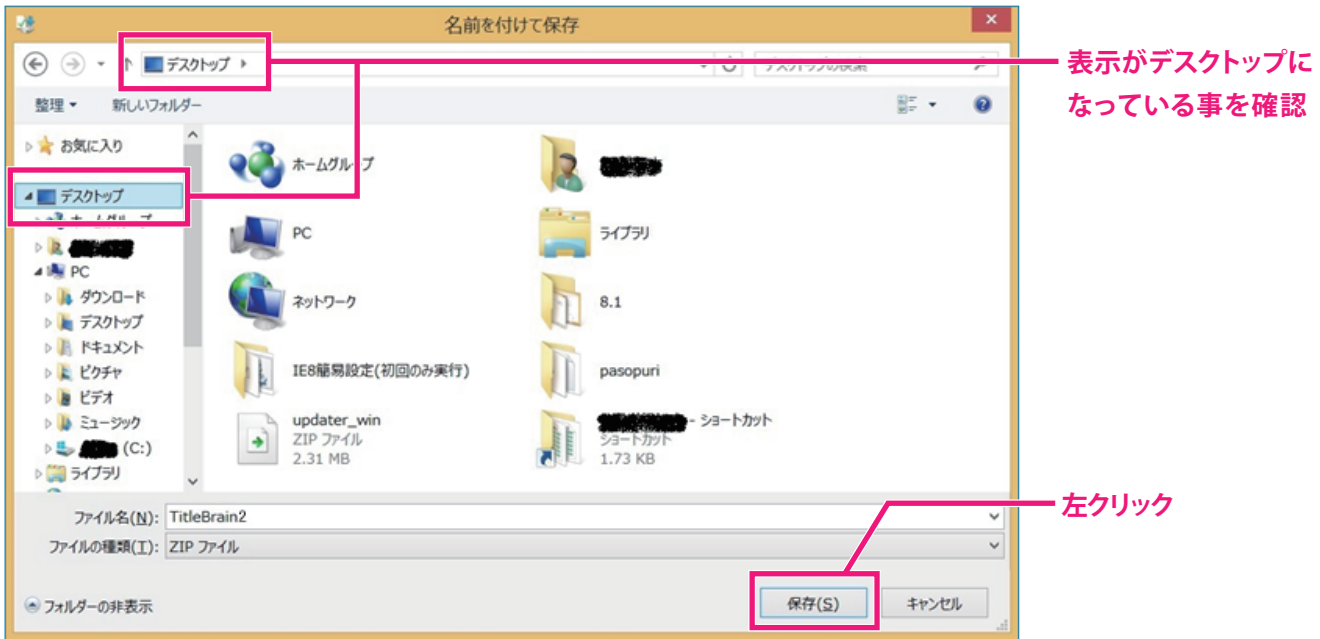 名前を付けて保存
デスクトップ
表示がデスクトップに
なっている事を確認
整理
新しいフォルダー
お気に入り
デスクトップ
PC
ダウンロード
デスクトップ
ドキュメント
ピクチャ
ビデオ
ミュージック
(C:)
ライブラリ
ホームグループ
PC
ライブラリ
ネットワーク
8.1
IE8簡易設定(初回のみ実行)
pasopuri
updater_win
ZIP ファイル
2.31 MB
- ショートカット
ショートカット
1.73 KB
ファイル名(N): TitleBrain2
ファイルの種類(T): ZIP ファイル
左クリック
フォルダーの非表示
保存(S)
キャンセル